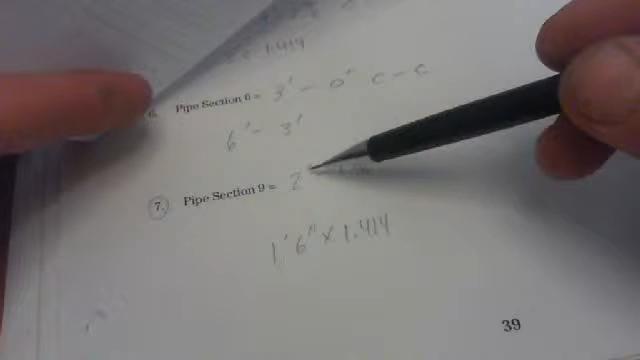 1.414
6. Pipe Section 6 = 3' - 0" C - C
6' - 3'
7. Pipe Section 9 = 2'
1' 6" x 1.414
39